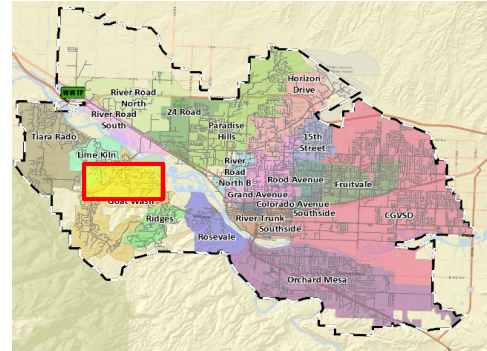 WWTP
River Road
North
River Road
South
24 Road
Horizon
Drive
Paradise
Hills
15th
Street
Tiara Rado
Lime Kiln
River
Road
North B
Rood Avenue
Fruitvale
Grand Avenue
Colorado Avenue
Southside
CGVSD
Goat Wash
Ridges
River Trunk
Southside
Rosevale
Orchard Mesa